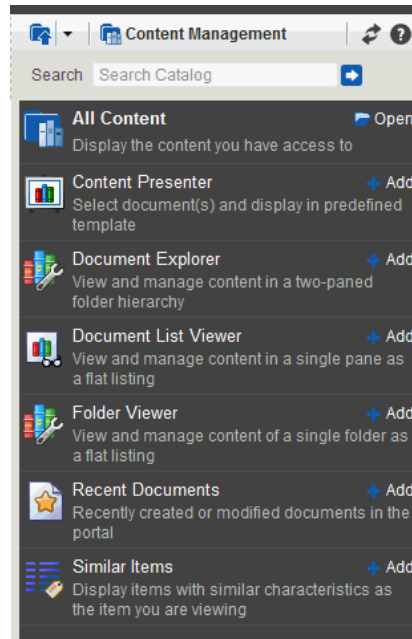 Content Management
Search Search Catalog
All Content Open
Display the content you have access to
Content Presenter Add
Select document(s) and display in predefined
template
Document Explorer Add
View and manage content in a two-paned
folder hierarchy
Document List Viewer Add
View and manage content in a single pane as
a flat listing
Folder Viewer Add
View and manage content of a single folder as
a flat listing
Recent Documents Add
Recently created or modified documents in the
portal
Similar Items Add
Display items with similar characteristics as
the item you are viewing